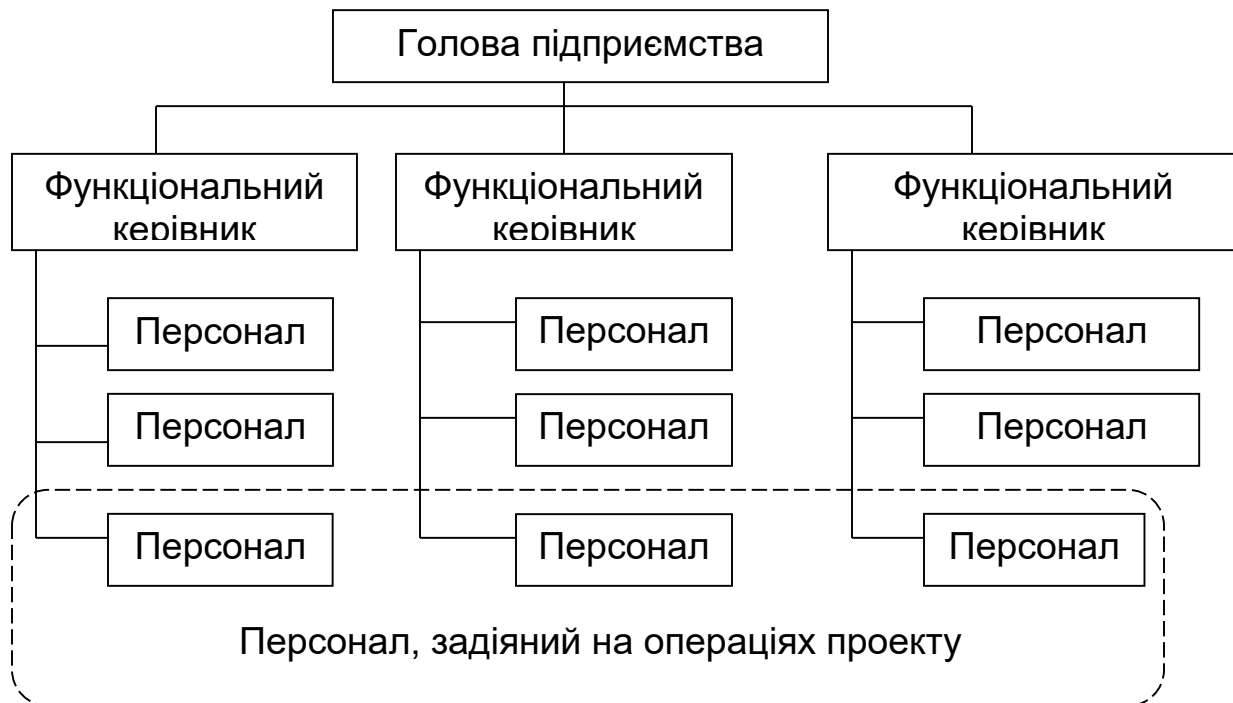 Голова підприємства
Функціональний
керівник
Функціональний
керівник
Функціональний
керівник
Персонал
Персонал
Персонал
Персонал
Персонал
Персонал
Персонал
Персонал
Персонал
Персонал, задіяний на операціях проекту